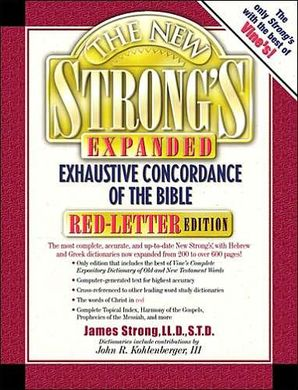 The
only Strong's
with the best of
Vine's!
THE NEW
STRONG'S
EXPANDED
EXHAUSTIVE CONCORDANCE
OF THE BIBLE
RED-LETTER EDITION
The most complete, accurate, and up-to-date New Strong's, with Hebrew
and Greek dictionaries now expanded from 200 to over 600 pages!
• Only edition that includes the best of Vine's Complete
Expository Dictionary of Old and New Testament Words
• Computer-generated text for highest accuracy
• Cross-referenced to other leading word study dictionaries
• The words of Christ in red
• Complete Topical Index, Harmony of the Gospels,
Prophecies of the Messiah, and more
James Strong, LL.D., S.T.D.
Dictionaries include contributions by
John R. Kohlenberger, III